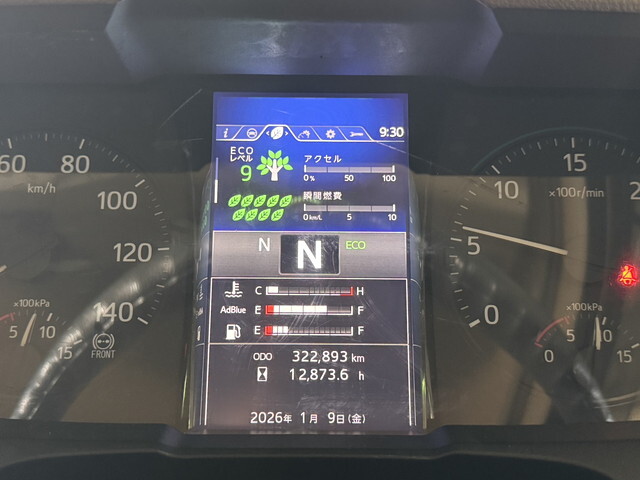 i 9:30
ECO
レベル
9
アクセル
0% 50 100
瞬間燃費
0 km/L 5 10
N N ECO
C H
AdBlue E F
E F
ODO 322,893 km
12,873.6 h
2026年 1月 9日(金)
60 80 100 120 140
km/h
×100kPa
5 10 15
FRONT
0 5 10 15 2
×100r/min
×100kPa
0 5 10 15